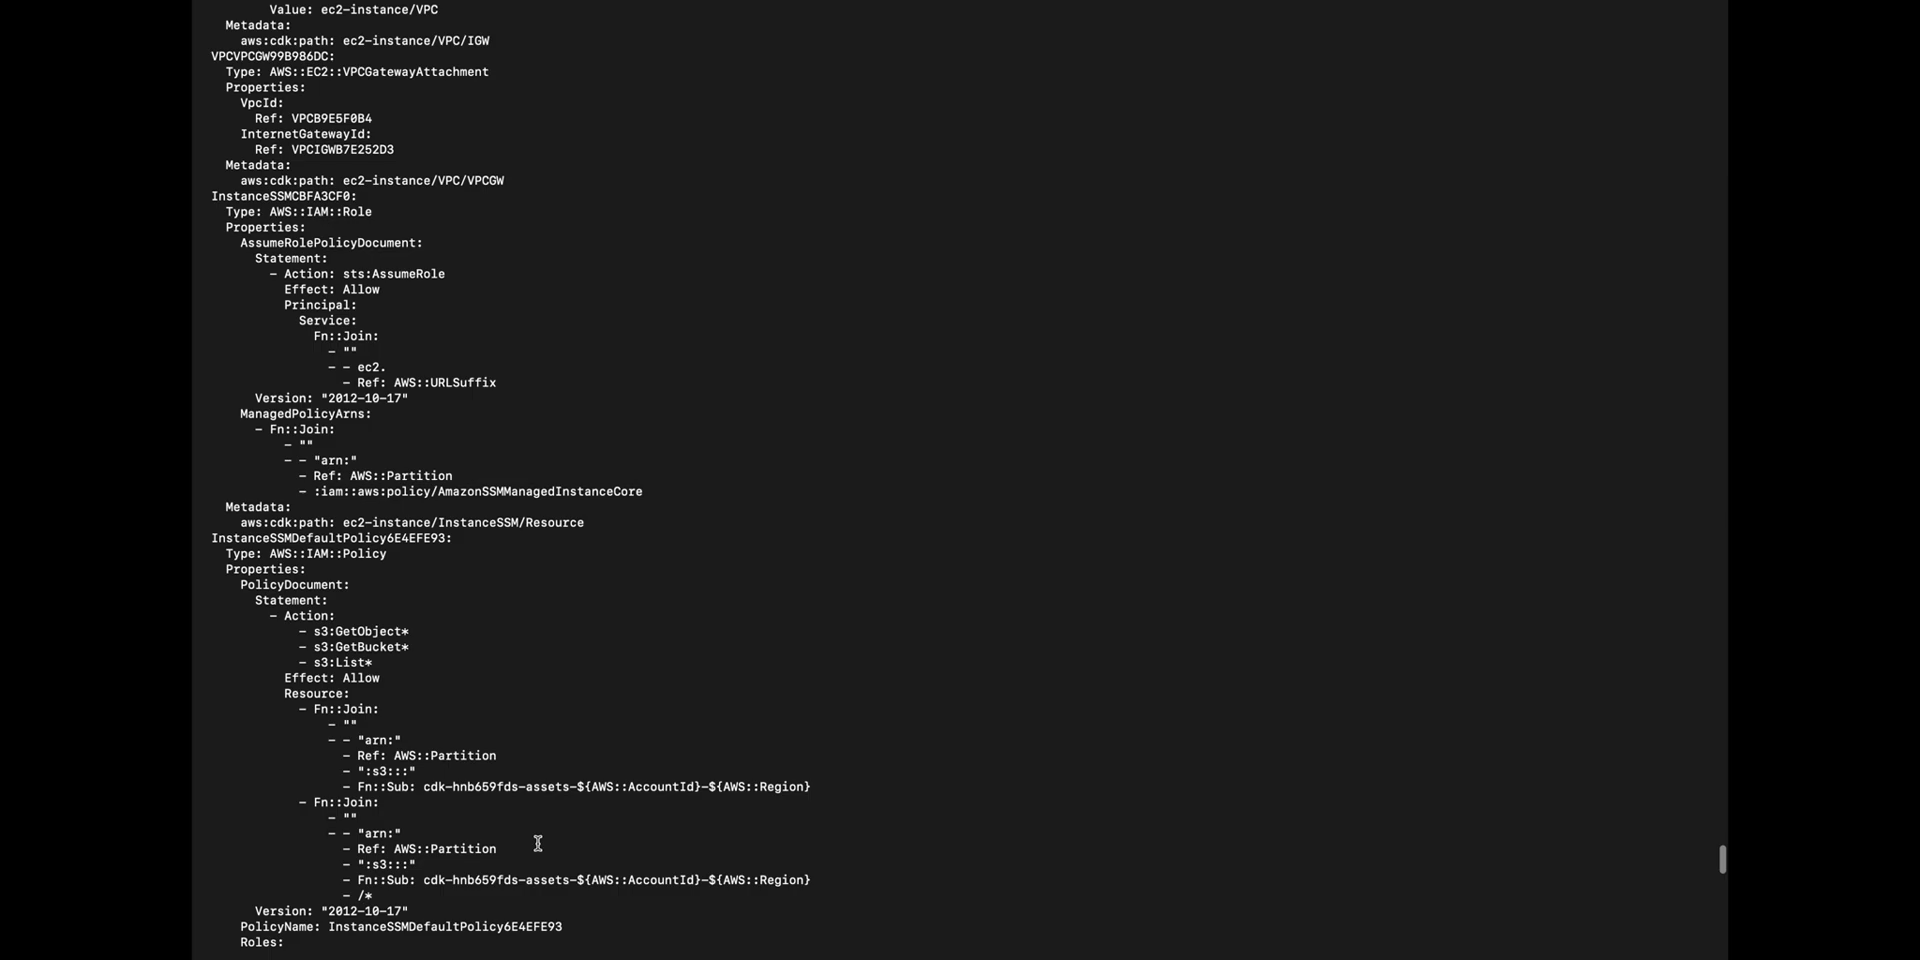 Value: ec2-instance/VPC
  Metadata:
    aws:cdk:path: ec2-instance/VPC/IGW
VPCVPCGW99B986DC:
  Type: AWS::EC2::VPCGatewayAttachment
  Properties:
    VpcId:
      Ref: VPCB9E5F0B4
    InternetGatewayId:
      Ref: VPCIGWB7E252D3
  Metadata:
    aws:cdk:path: ec2-instance/VPC/VPCGW
InstanceSSMCBFA3CF0:
  Type: AWS::IAM::Role
  Properties:
    AssumeRolePolicyDocument:
      Statement:
        - Action: sts:AssumeRole
          Effect: Allow
          Principal:
            Service:
              Fn::Join:
                - ""
                - - ec2.
                  - Ref: AWS::URLSuffix
      Version: "2012-10-17"
    ManagedPolicyArns:
      - Fn::Join:
          - ""
          - - "arn:"
            - Ref: AWS::Partition
            - :iam::aws:policy/AmazonSSMManagedInstanceCore
  Metadata:
    aws:cdk:path: ec2-instance/InstanceSSM/Resource
InstanceSSMDefaultPolicy6E4EFE93:
  Type: AWS::IAM::Policy
  Properties:
    PolicyDocument:
      Statement:
        - Action:
            - s3:GetObject*
            - s3:GetBucket*
            - s3:List*
          Effect: Allow
          Resource:
            - Fn::Join:
                - ""
                - - "arn:"
                  - Ref: AWS::Partition
                  - ":s3:::"
                  - Fn::Sub: cdk-hnb659fds-assets-${AWS::AccountId}-${AWS::Region}
            - Fn::Join:
                - ""
                - - "arn:"
                  - Ref: AWS::Partition
                  - ":s3:::"
                  - Fn::Sub: cdk-hnb659fds-assets-${AWS::AccountId}-${AWS::Region}
                  - /*
      Version: "2012-10-17"
    PolicyName: InstanceSSMDefaultPolicy6E4EFE93
    Roles: